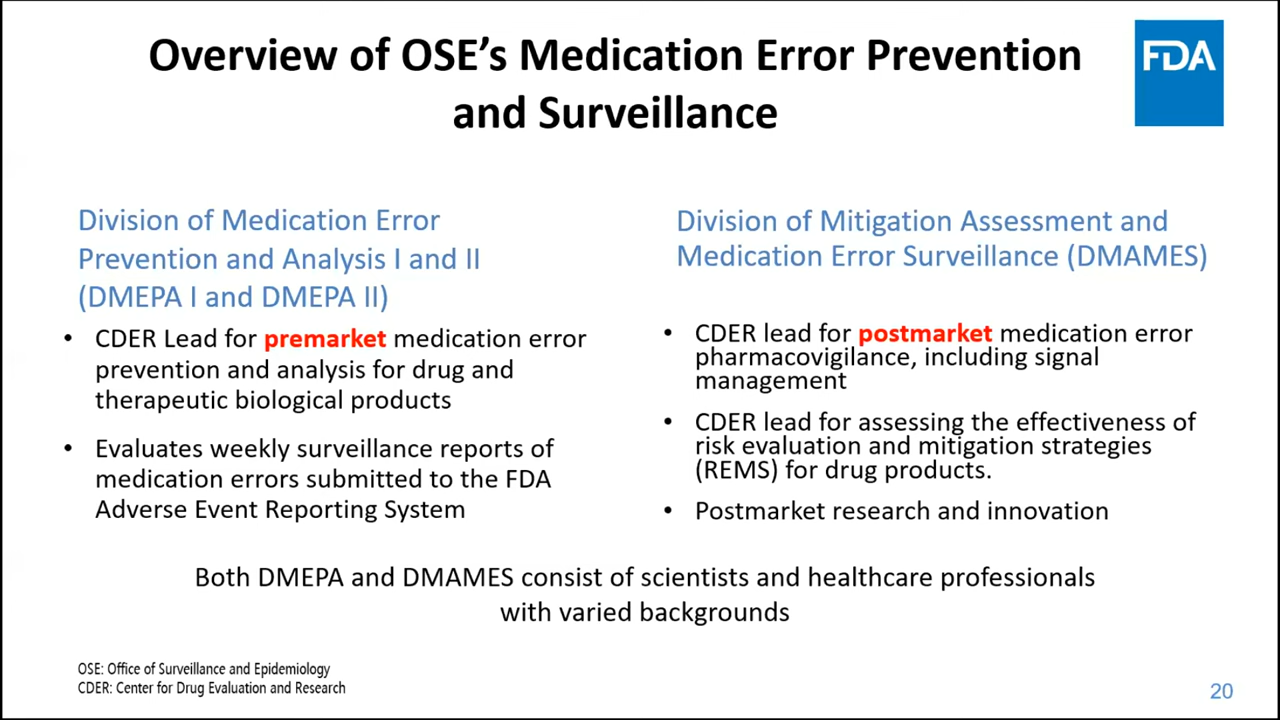 Overview of OSE's Medication Error Prevention
and Surveillance
FDA
Division of Medication Error
Prevention and Analysis I and II
(DMEPA I and DMEPA II)
• CDER Lead for premarket medication error
prevention and analysis for drug and
therapeutic biological products
• Evaluates weekly surveillance reports of
medication errors submitted to the FDA
Adverse Event Reporting System
Division of Mitigation Assessment and
Medication Error Surveillance (DMAMES)
• CDER lead for postmarket medication error
pharmacovigilance, including signal
management
• CDER lead for assessing the effectiveness of
risk evaluation and mitigation strategies
(REMS) for drug products.
• Postmarket research and innovation
Both DMEPA and DMAMES consist of scientists and healthcare professionals
with varied backgrounds
OSE: Office of Surveillance and Epidemiology
CDER: Center for Drug Evaluation and Research
20